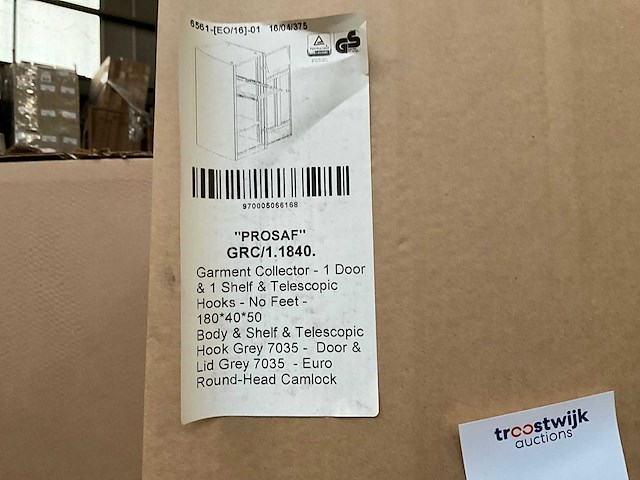 6561-[EO/16]-01 16/04/375
GS
970005066168
"PROSAF"
GRC/1.1840.
Garment Collector - 1 Door
& 1 Shelf & Telescopic
Hooks - No Feet -
180*40*50
Body & Shelf & Telescopic
Hook Grey 7035 - Door &
Lid Grey 7035 - Euro
Round-Head Camlock
troostwijk
auctions